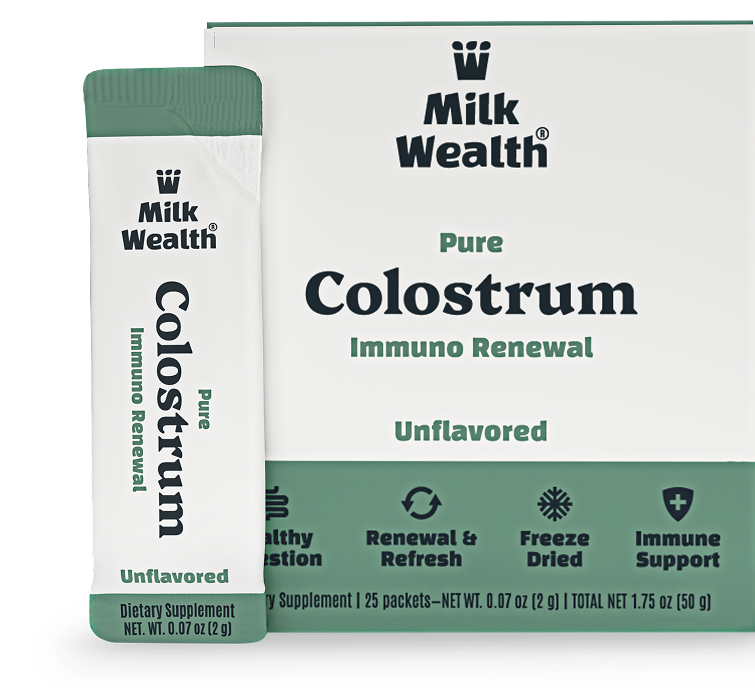 Milk
Wealth®
Pure
Colostrum
Immuno Renewal
Unflavored
Dietary Supplement
NET. WT. 0.07 oz (2 g)
Milk
Wealth®
Pure
Colostrum
Immuno Renewal
Unflavored
Renewal &
Refresh
Freeze
Dried
Immune
Support
Supplement | 25 packets–NET WT. 0.07 oz (2 g) | TOTAL NET 1.75 oz (50 g)